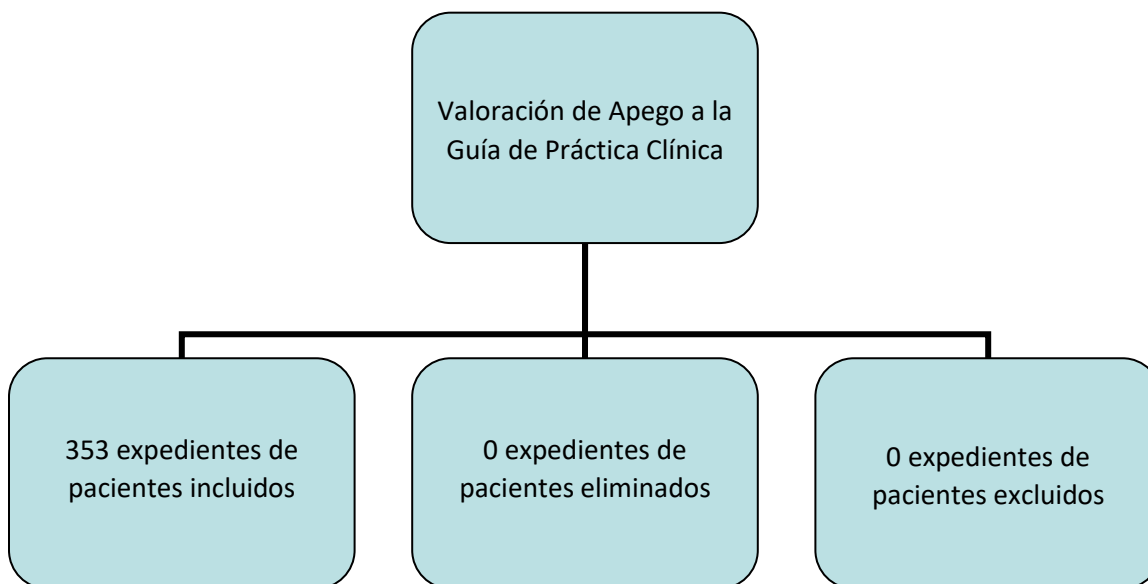 Valoración de Apego a la
Guía de Práctica Clínica
353 expedientes de
pacientes incluidos
0 expedientes de
pacientes eliminados
0 expedientes de
pacientes excluidos